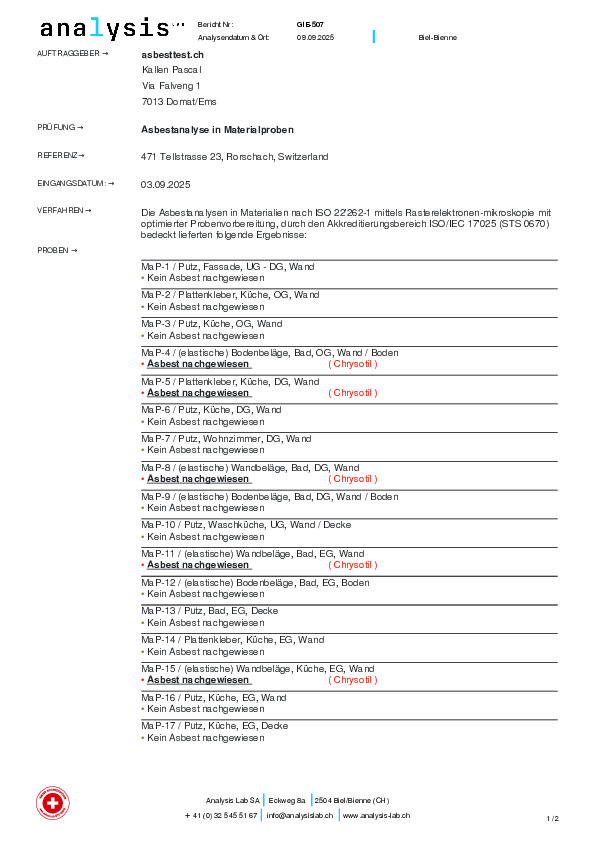 analysis
Bericht Nr: GIE-507
Analysendatum & Ort: 09.09.2025 Biel-Bienne
AUFTRAGGEBER → asbesttest.ch
Kallen Pascal
Via Falveng 1
7013 Domat/Ems
PRÜFUNG → Asbestanalyse in Materialproben
REFERENZ → 471 Tellstrasse 23, Rorschach, Switzerland
EINGANGSDATUM: → 03.09.2025
VERFAHREN → Die Asbestanalysen in Materialien nach ISO 22'262-1 mittels Rasterelektronen-mikroskopie mit
optimierter Probenvorbereitung, durch den Akkreditierungsbereich ISO/IEC 17'025 (STS 0670)
bedeckt lieferten folgende Ergebnisse:
PROBEN →
MaP-1 / Putz, Fassade, UG - DG, Wand
• Kein Asbest nachgewiesen
MaP-2 / Plattenkleber, Küche, OG, Wand
• Kein Asbest nachgewiesen
MaP-3 / Putz, Küche, OG, Wand
• Kein Asbest nachgewiesen
MaP-4 / (elastische) Bodenbeläge, Bad, OG, Wand / Boden
• Asbest nachgewiesen ( Chrysotil )
MaP-5 / Plattenkleber, Küche, DG, Wand
• Asbest nachgewiesen ( Chrysotil )
MaP-6 / Putz, Küche, DG, Wand
• Kein Asbest nachgewiesen
MaP-7 / Putz, Wohnzimmer, DG, Wand
• Kein Asbest nachgewiesen
MaP-8 / (elastische) Wandbeläge, Bad, DG, Wand
• Asbest nachgewiesen ( Chrysotil )
MaP-9 / (elastische) Bodenbeläge, Bad, DG, Wand / Boden
• Kein Asbest nachgewiesen
MaP-10 / Putz, Waschküche, UG, Wand / Decke
• Kein Asbest nachgewiesen
MaP-11 / (elastische) Wandbeläge, Bad, EG, Wand
• Asbest nachgewiesen ( Chrysotil )
MaP-12 / (elastische) Bodenbeläge, Bad, EG, Boden
• Kein Asbest nachgewiesen
MaP-13 / Putz, Bad, EG, Decke
• Kein Asbest nachgewiesen
MaP-14 / Plattenkleber, Küche, EG, Wand
• Kein Asbest nachgewiesen
MaP-15 / (elastische) Wandbeläge, Küche, EG, Wand
• Asbest nachgewiesen ( Chrysotil )
MaP-16 / Putz, Küche, EG, Wand
• Kein Asbest nachgewiesen
MaP-17 / Putz, Küche, EG, Decke
• Kein Asbest nachgewiesen
Analysis Lab SA | Eckweg 8a | 2504 Biel/Bienne (CH)
+ 41 (0) 32 545 51 67 | info@analysislab.ch | www.analysis-lab.ch
1 / 2